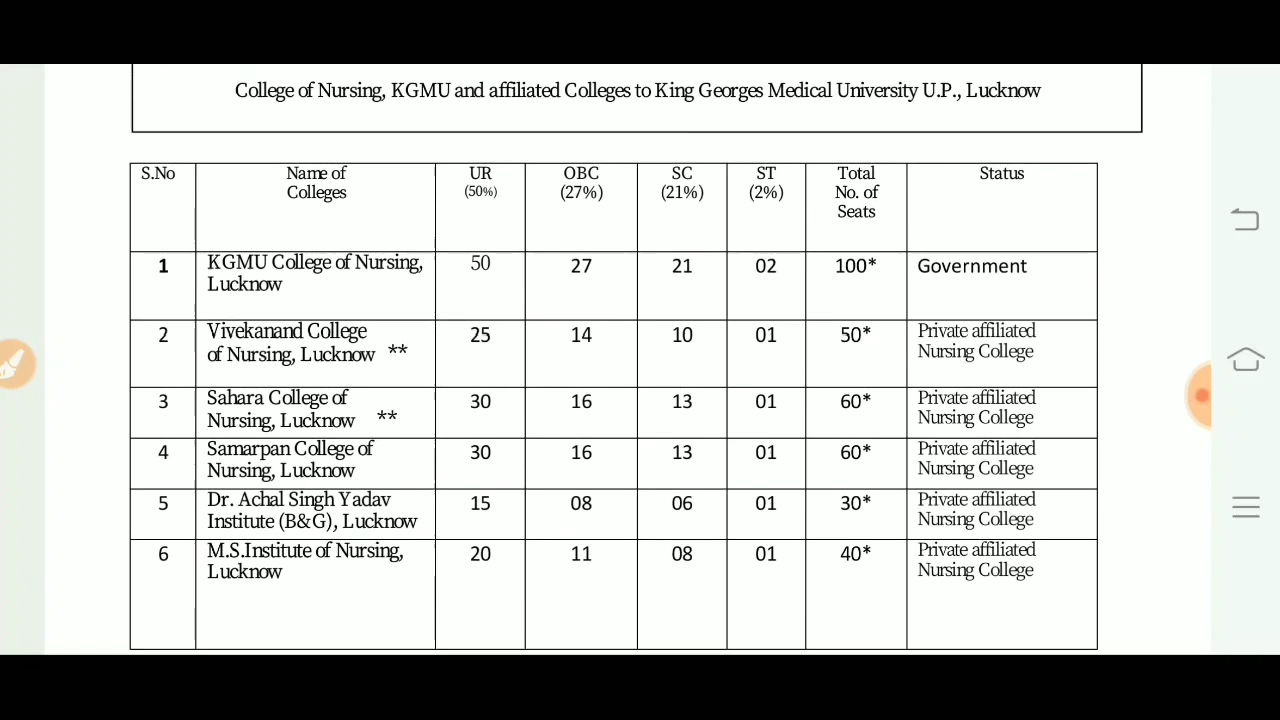 College of Nursing, KGMU and affiliated Colleges to King Georges Medical University U.P., Lucknow
S.No Name of Colleges UR (50%) OBC (27%) SC (21%) ST (2%) Total No. of Seats Status
1 KGMU College of Nursing, Lucknow 50 27 21 02 100* Government
2 Vivekanand College of Nursing, Lucknow ** 25 14 10 01 50* Private affiliated Nursing College
3 Sahara College of Nursing, Lucknow ** 30 16 13 01 60* Private affiliated Nursing College
4 Samarpan College of Nursing, Lucknow 30 16 13 01 60* Private affiliated Nursing College
5 Dr. Achal Singh Yadav Institute (B&G), Lucknow 15 08 06 01 30* Private affiliated Nursing College
6 M.S.Institute of Nursing, Lucknow 20 11 08 01 40* Private affiliated Nursing College